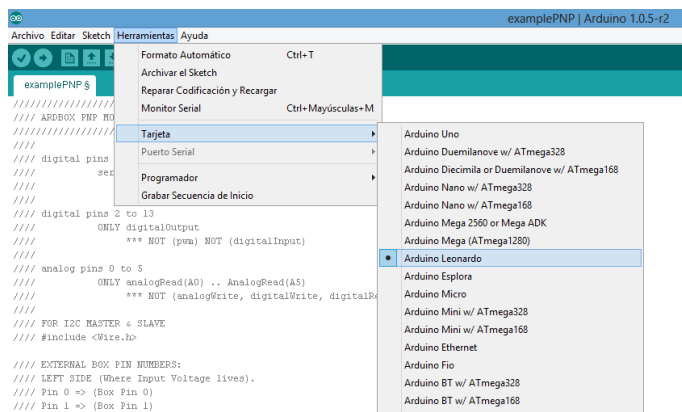 examplePNP | Arduino 1.0.5-r2
Archivo Editar Sketch Herramientas Ayuda
Formato Automático Ctrl+T
Archivar el Sketch
examplePNP §
Reparar Codificación y Recargar
Monitor Serial Ctrl+Mayúsculas+M
Tarjeta
Puerto Serial
Programador
Grabar Secuencia de Inicio
Arduino Uno
Arduino Duemilanove w/ ATmega328
Arduino Diecimila or Duemilanove w/ ATmega168
Arduino Nano w/ ATmega328
Arduino Nano w/ ATmega168
Arduino Mega 2560 or Mega ADK
Arduino Mega (ATmega1280)
Arduino Leonardo
Arduino Esplora
Arduino Micro
Arduino Mini w/ ATmega328
Arduino Mini w/ ATmega168
Arduino Ethernet
Arduino Fio
Arduino BT w/ ATmega328
Arduino BT w/ ATmega168
//////////////////
//// ARDBOX PNP MO
//////////////////
////
//// digital pins
//// ser
////
////
//// digital pins 2 to 13
//// ONLY digitalOutput
//// *** NOT (pwm) NOT (digitalInput)
////
//// analog pins 0 to 5
//// ONLY analogRead(A0) .. AnalogRead(A5)
//// *** NOT (analogWrite, digitalWrite, digitalRe
////
//// FOR I2C MASTER & SLAVE
//// #include <Wire.h>
//// EXTERNAL BOX PIN NUMBERS:
//// LEFT SIDE (Where Input Voltage lives).
//// Pin 0 => (Box Pin 0)
//// Pin 1 => (Box Pin 1)